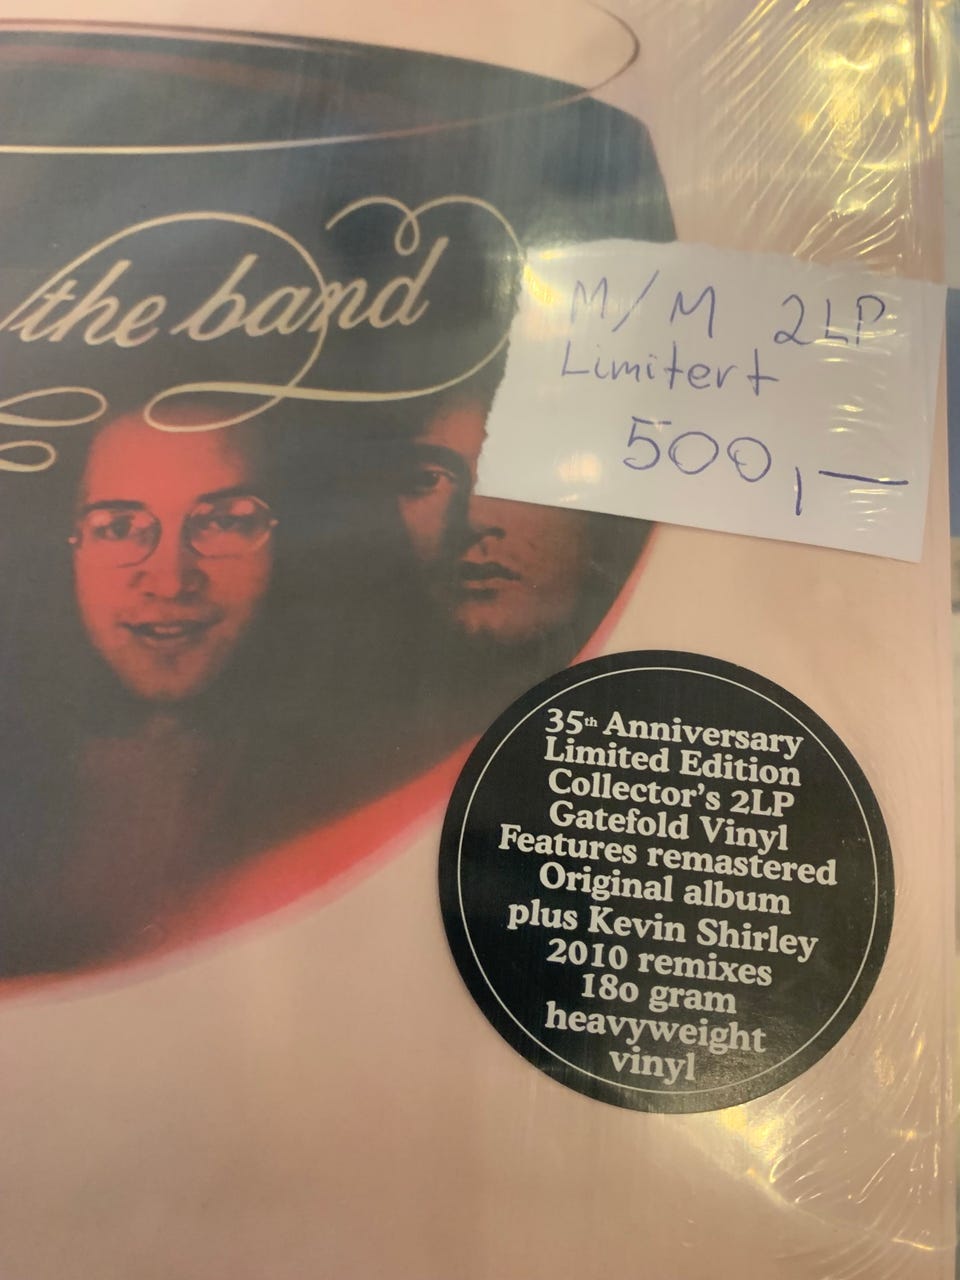 the band
M/M 2LP
Limitert
500,—
35th Anniversary
Limited Edition
Collector's 2LP
Gatefold Vinyl
Features remastered
Original album
plus Kevin Shirley
2010 remixes
180 gram
heavyweight
vinyl